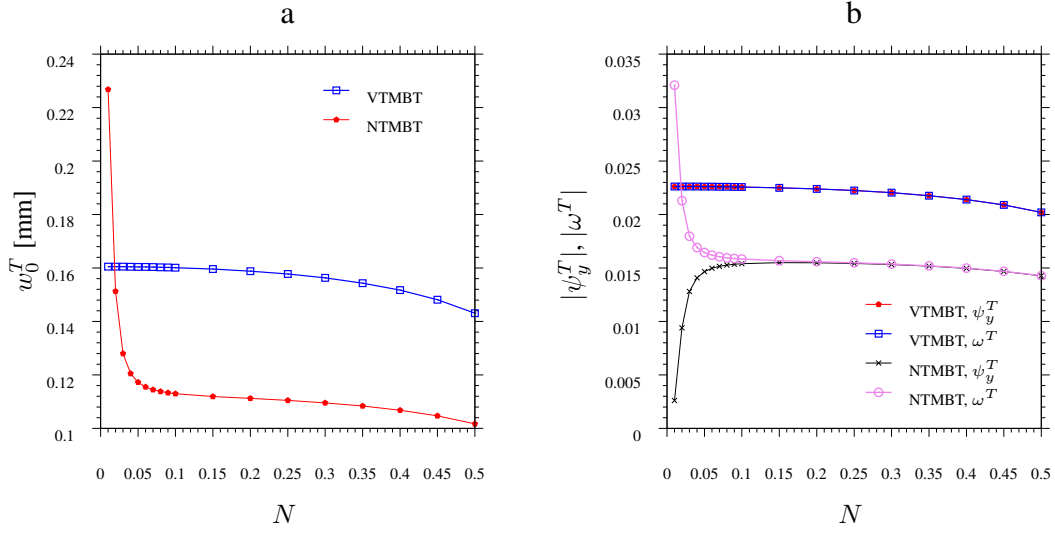 a
0.24
0.22
0.2
0.18
0.16
0.14
0.12
0.1
w_0^T [mm]
VTMBT
NTMBT
0 0.05 0.1 0.15 0.2 0.25 0.3 0.35 0.4 0.45 0.5
N
b
0.035
0.03
0.025
0.02
0.015
0.01
0.005
0
|ψ_y^T|, |ω^T|
VTMBT, ψ_y^T
VTMBT, ω^T
NTMBT, ψ_y^T
NTMBT, ω^T
0 0.05 0.1 0.15 0.2 0.25 0.3 0.35 0.4 0.45 0.5
N